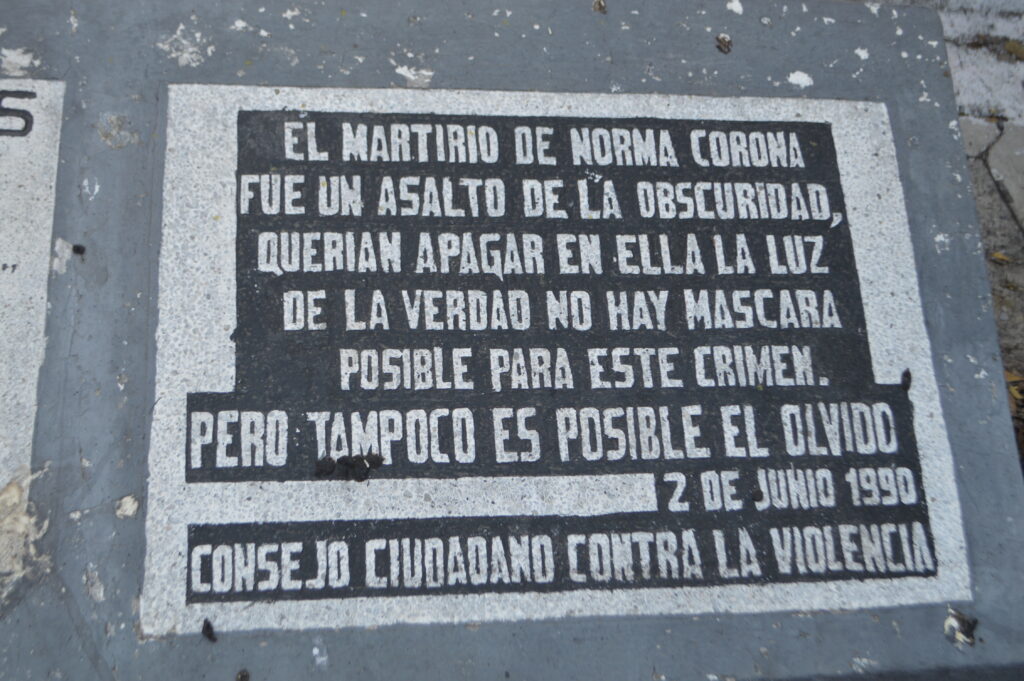 S
"
EL MARTIRIO DE NORMA CORONA
FUE UN ASALTO DE LA OBSCURIDAD,
QUERIAN APAGAR EN ELLA LA LUZ
DE LA VERDAD NO HAY MASCARA
POSIBLE PARA ESTE CRIMEN.
PERO TAMPOCO ES POSIBLE EL OLVIDO
2 DE JUNIO 1990
CONSEJO CIUDADANO CONTRA LA VIOLENCIA